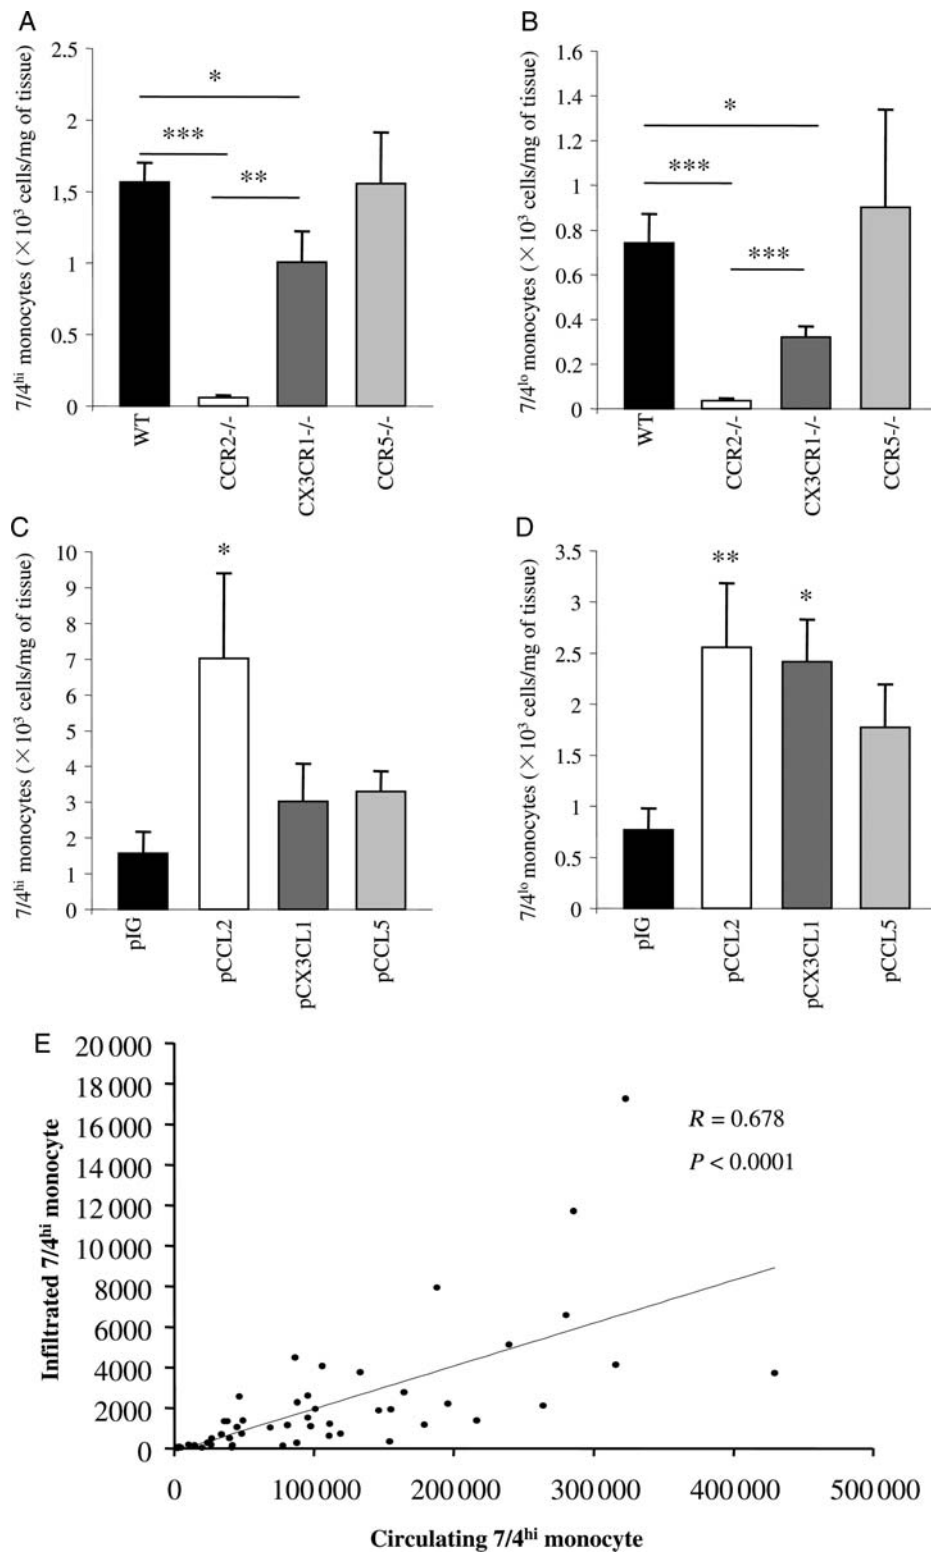 A
7/4hi monocytes (×10³ cells/mg of tissue)
2.5
2
1,5
1
0.5
0
*
***
**
WT
CCR2-/-
CX3CR1-/-
CCR5-/-
B
7/4lo monocytes (×10³ cells/mg of tissue)
1.6
1.4
1.2
1
0.8
0.6
0.4
0.2
0
*
***
***
WT
CCR2-/-
CX3CR1-/-
CCR5-/-
C
7/4hi monocytes (×10³ cells/mg of tissue)
10
9
8
7
6
5
4
3
2
1
0
*
pIG
pCCL2
pCX3CL1
pCCL5
D
7/4lo monocytes (×10³ cells/mg of tissue)
3.5
3
2.5
2
1.5
1
0.5
0
**
*
pIG
pCCL2
pCX3CL1
pCCL5
E
Infiltrated 7/4hi monocyte
20 000
18 000
16 000
14 000
12 000
10 000
8000
6000
4000
2000
0
R = 0.678
P < 0.0001
0 100 000 200 000 300 000 400 000 500 000
Circulating 7/4hi monocyte